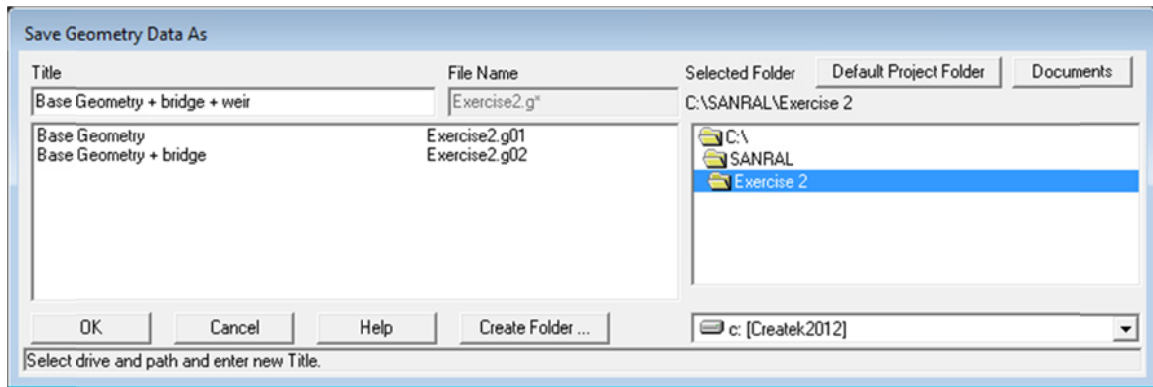 Save Geometry Data As
Title File Name Selected Folder Default Project Folder Documents
Base Geometry + bridge + weir Exercise2.g* C:\SANRAL\Exercise 2
Base Geometry Exercise2.g01 C:\
Base Geometry + bridge Exercise2.g02 SANRAL
Exercise 2
OK Cancel Help Create Folder ... c: [Createk2012]
Select drive and path and enter new Title.